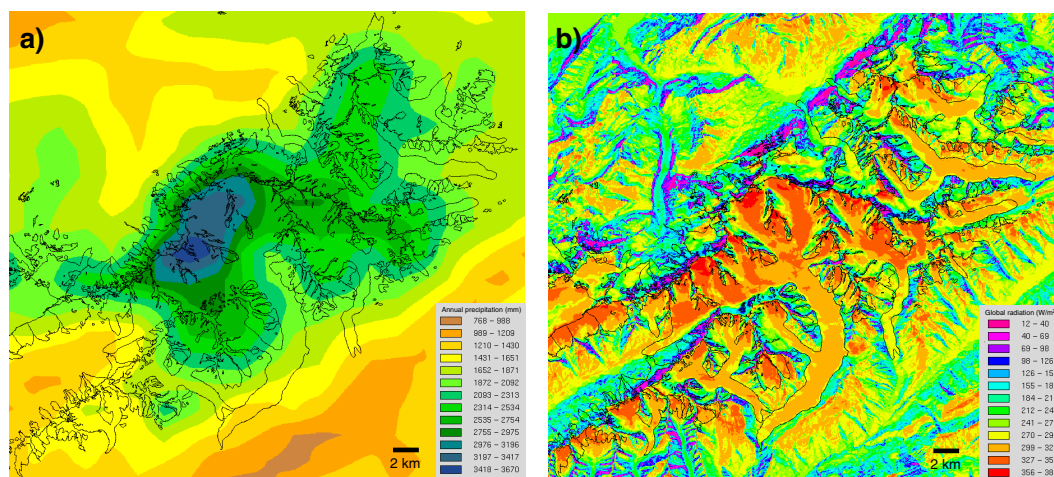 a)
Annual precipitation (mm)
768 – 988
989 – 1209
1210 – 1430
1431 – 1651
1652 – 1871
1872 – 2092
2093 – 2313
2314 – 2534
2535 – 2754
2755 – 2975
2976 – 3196
3197 – 3417
3418 – 3670
2 km
b)
Global radiation (W/m
12 – 40
40 – 69
69 – 98
98 – 126
126 – 15
155 – 18
184 – 21
212 – 24
241 – 27
270 – 29
299 – 32
327 – 35
356 – 38
2 km